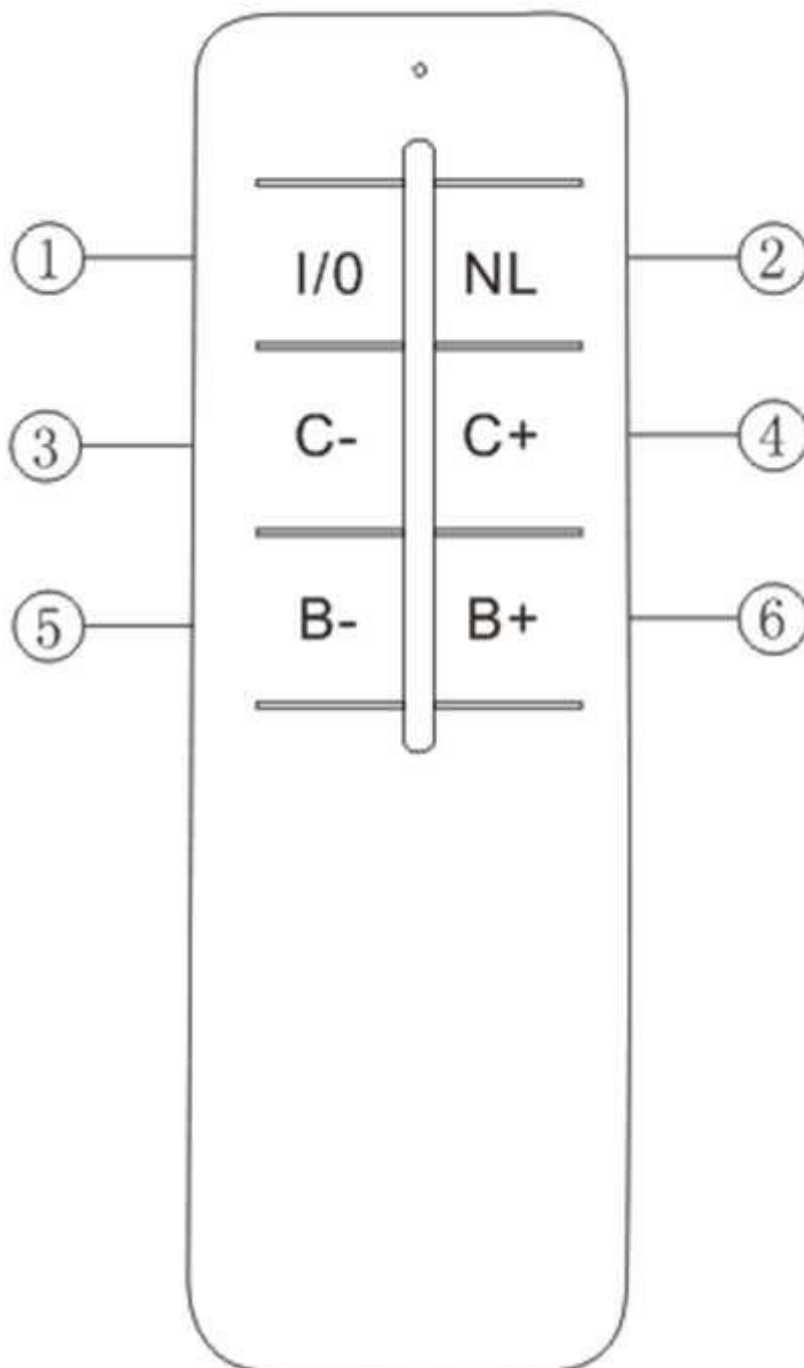 ① I/0 NL ②
③ C- C+ ④
⑤ B- B+ ⑥